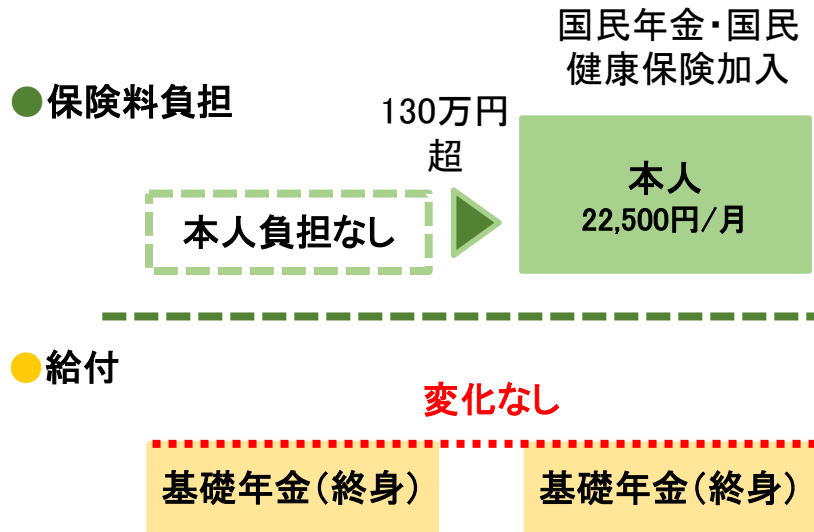 国民年金・国民
健康保険加入
●保険料負担
130万円
超
本人負担なし
本人
22,500円/月
●給付
変化なし
基礎年金(終身)
基礎年金(終身)